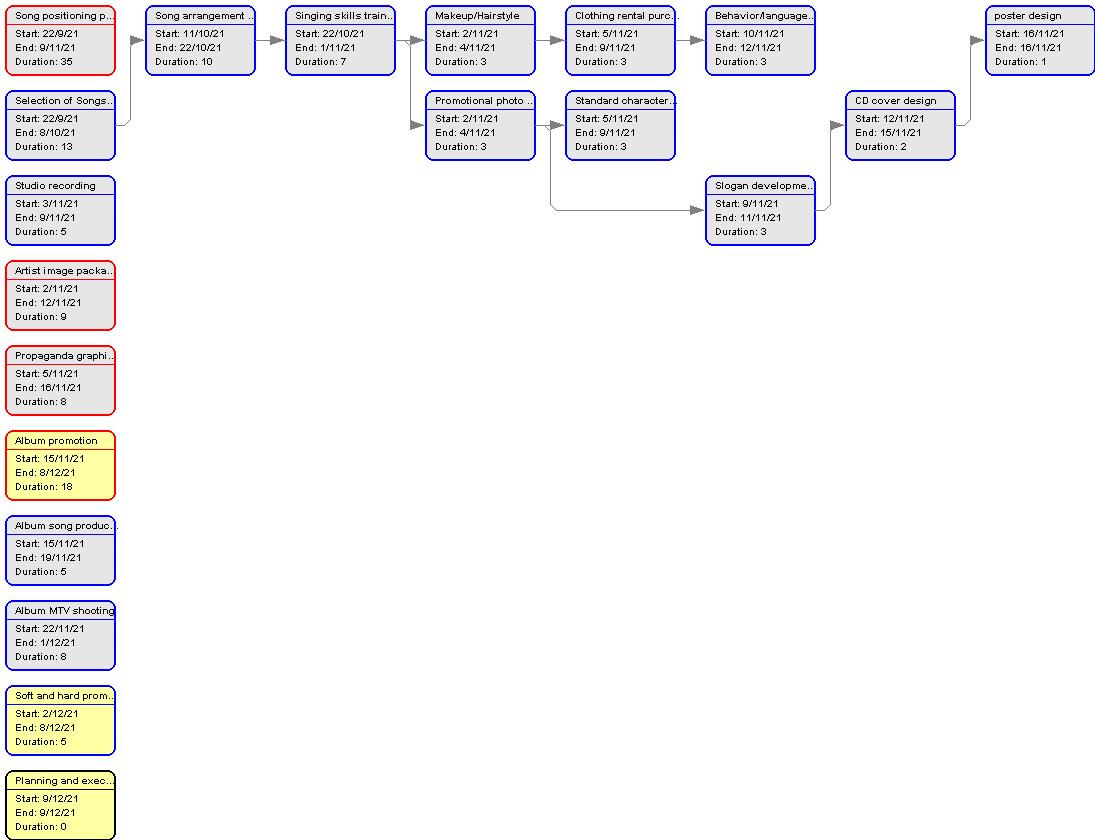 Song positioning p...
Start: 22/9/21
End: 9/11/21
Duration: 35
Song arrangement ..
Start: 11/10/21
End: 22/10/21
Duration: 10
Singing skills train...
Start: 22/10/21
End: 1/11/21
Duration: 7
Makeup/Hairstyle
Start: 2/11/21
End: 4/11/21
Duration: 3
Clothing rental purc...
Start: 5/11/21
End: 9/11/21
Duration: 3
Behavior/language...
Start: 10/11/21
End: 12/11/21
Duration: 3
poster design
Start: 16/11/21
End: 16/11/21
Duration: 1
Selection of Songs...
Start: 22/9/21
End: 8/10/21
Duration: 13
Promotional photo ...
Start: 2/11/21
End: 4/11/21
Duration: 3
Standard character...
Start: 5/11/21
End: 9/11/21
Duration: 3
CD cover design
Start: 12/11/21
End: 15/11/21
Duration: 2
Studio recording
Start: 3/11/21
End: 9/11/21
Duration: 5
Slogan developme...
Start: 9/11/21
End: 11/11/21
Duration: 3
Artist image packa...
Start: 2/11/21
End: 12/11/21
Duration: 9
Propaganda graphi...
Start: 5/11/21
End: 16/11/21
Duration: 8
Album promotion
Start: 15/11/21
End: 8/12/21
Duration: 18
Album song produc...
Start: 15/11/21
End: 19/11/21
Duration: 5
Album MTV shooting
Start: 22/11/21
End: 1/12/21
Duration: 8
Soft and hard prom...
Start: 2/12/21
End: 8/12/21
Duration: 5
Planning and exec...
Start: 9/12/21
End: 9/12/21
Duration: 0